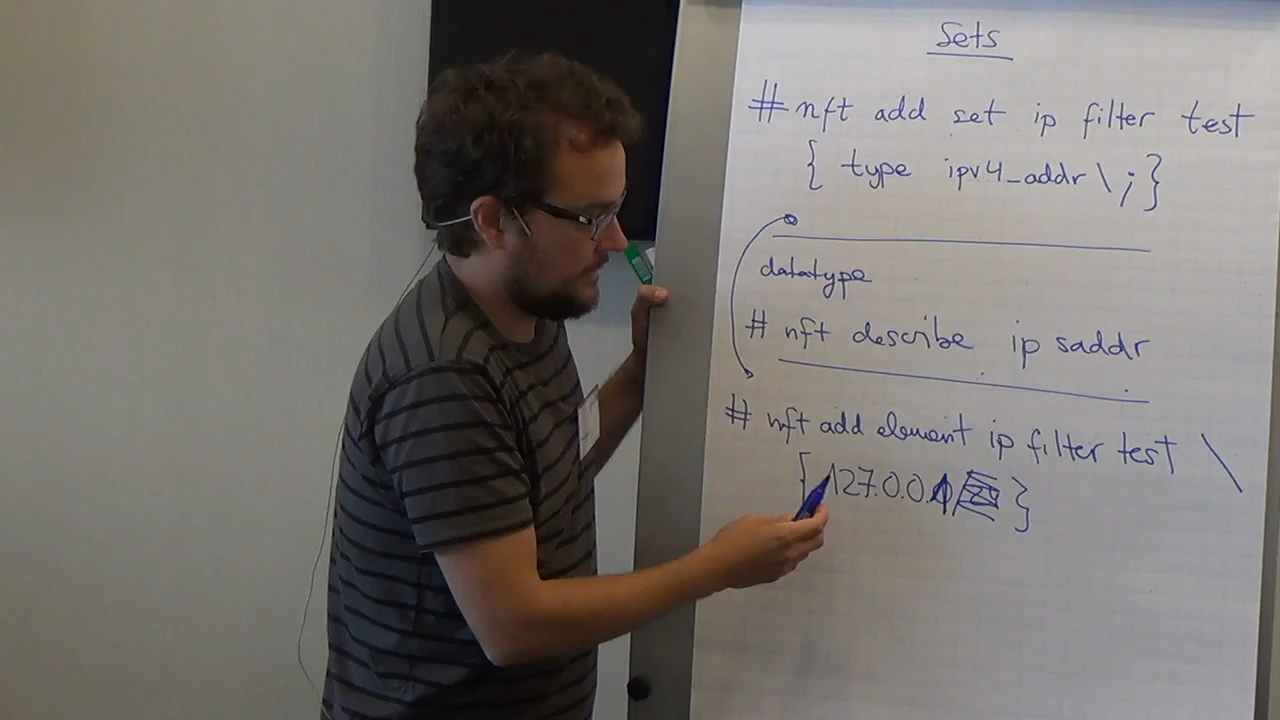 Sets
# nft add set ip filter test
{ type ipv4_addr \; }
datatype
# nft describe ip saddr
# nft add element ip filter test \
{ 127.0.0.1 }